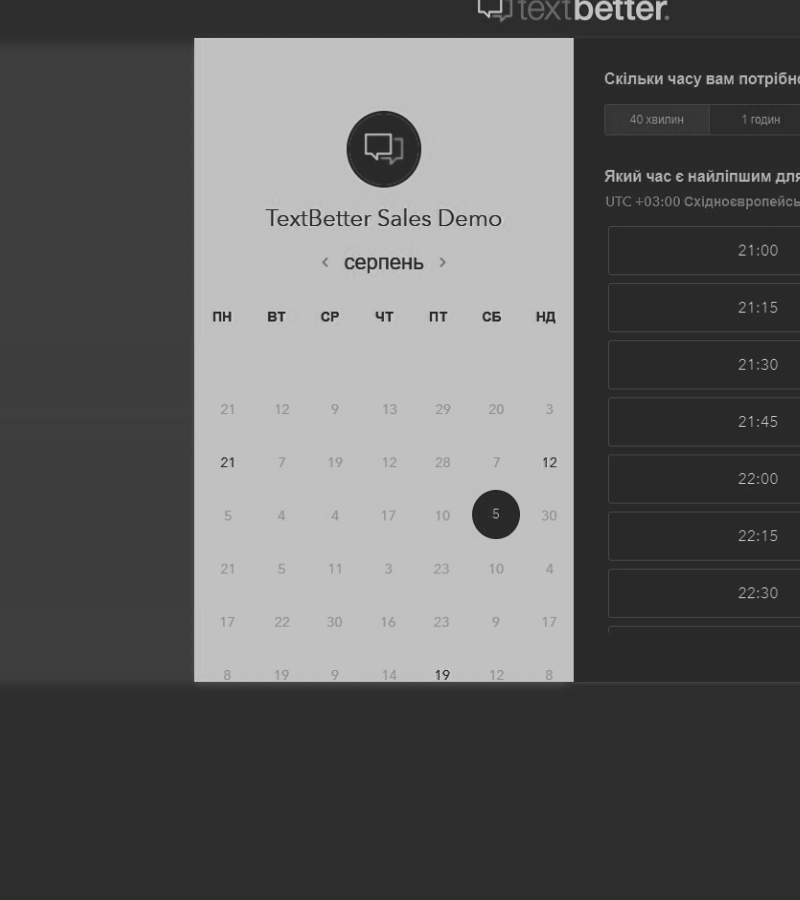 textbetter.
TextBetter Sales Demo
< серпень >
ПН ВТ СР ЧТ ПТ СБ НД
21 12 9 13 29 20 3
21 7 19 12 28 7 12
5 4 4 17 10 5 30
21 5 11 3 23 10 4
17 22 30 16 23 9 17
8 19 9 14 19 12 8
Скільки часу вам потрібно
40 хвилин 1 годин
Який час є найліпшим для
UTC +03:00
21:00
21:15
21:30
21:45
22:00
22:15
22:30